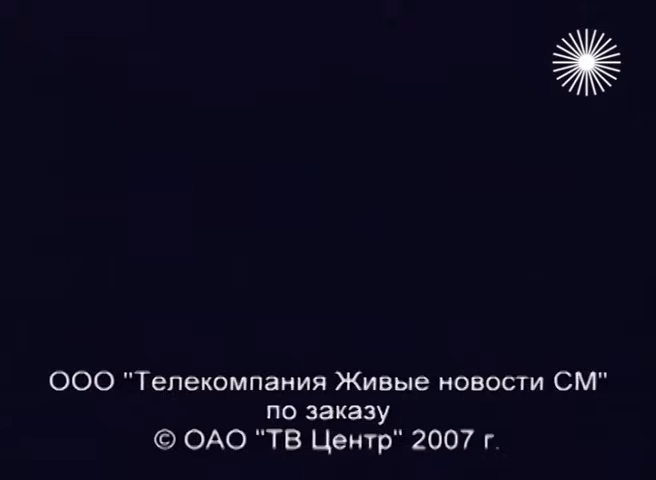 ООО "Телекомпания Живые новости СМ"
по заказу
© ОАО "ТВ Центр" 2007 г.